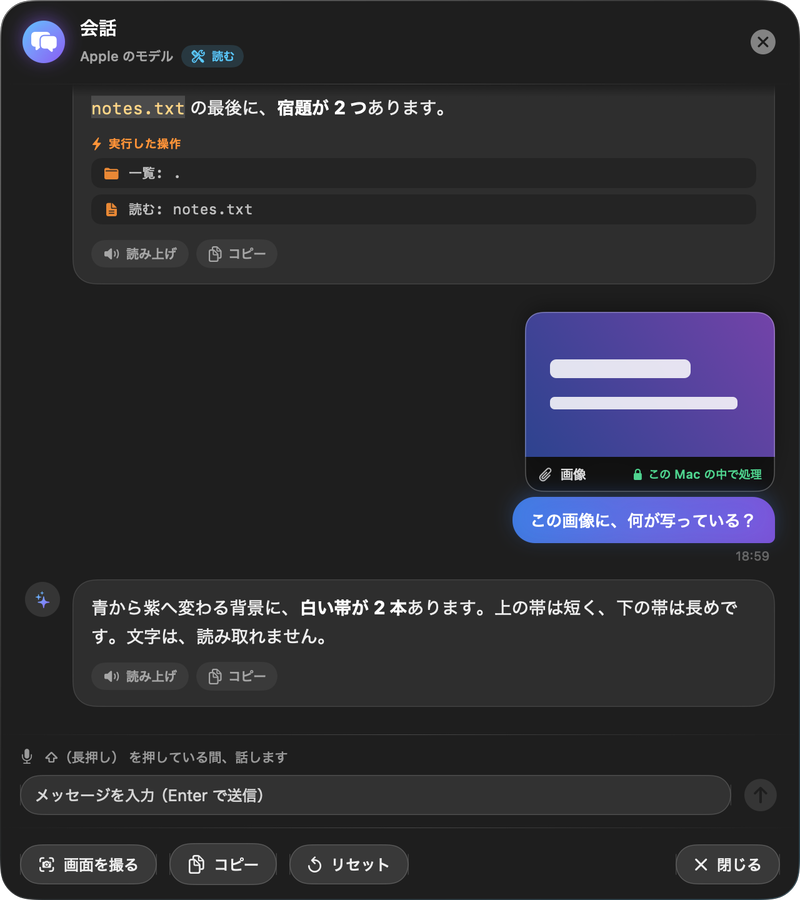 会話
Apple のモデル 読む
notes.txt の最後に、宿題が 2 つあります。
実行した操作
一覧: .
読む: notes.txt
読み上げ コピー
画像 この Mac の中で処理
この画像に、何が写っている？
18:59
青から紫へ変わる背景に、白い帯が 2 本あります。上の帯は短く、下の帯は長めで
す。文字は、読み取れません。
読み上げ コピー
（長押し） を押している間、話します
メッセージを入力（Enter で送信）
画面を撮る コピー リセット 閉じる